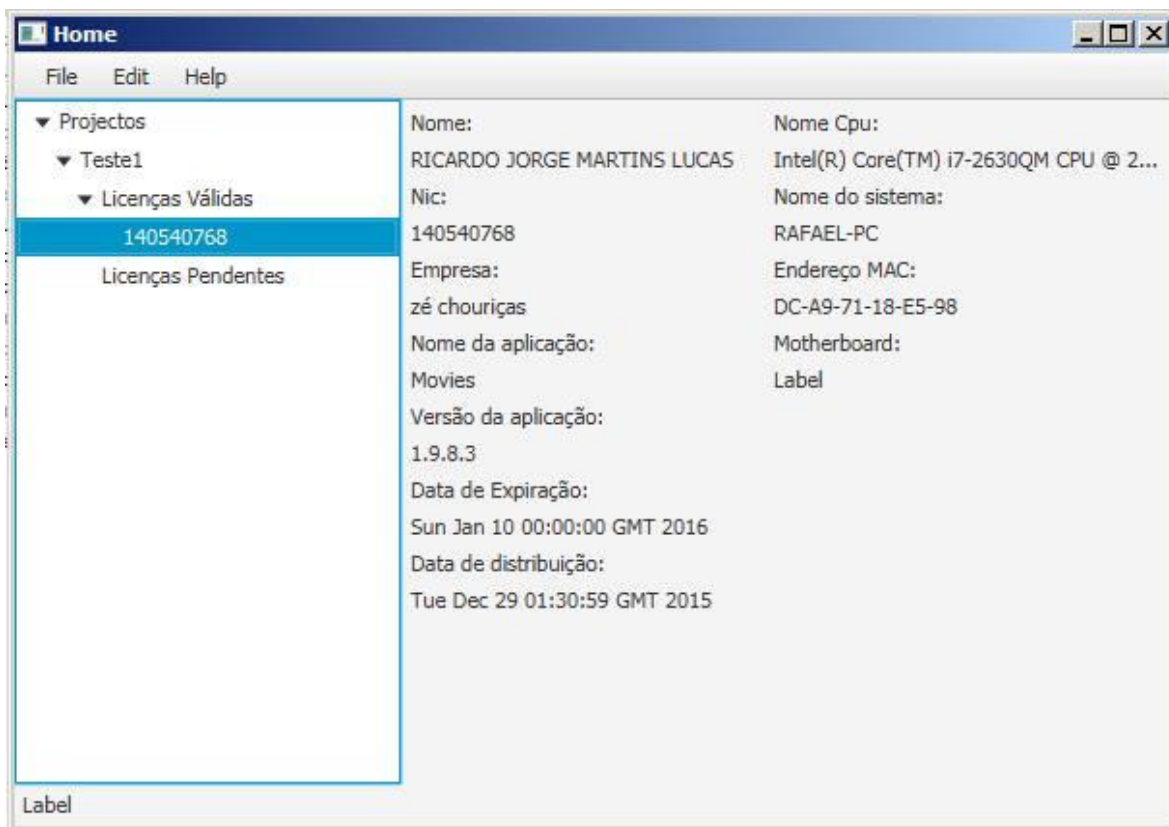 Home
File Edit Help
Projectos
Teste1
Licenças Válidas
140540768
Licenças Pendentes
Nome:
RICARDO JORGE MARTINS LUCAS
Nic:
140540768
Empresa:
zé chouriças
Nome da aplicação:
Movies
Versão da aplicação:
1.9.8.3
Data de Expiração:
Sun Jan 10 00:00:00 GMT 2016
Data de distribuição:
Tue Dec 29 01:30:59 GMT 2015
Nome Cpu:
Intel(R) Core(TM) i7-2630QM CPU @ 2...
Nome do sistema:
RAFAEL-PC
Endereço MAC:
DC-A9-71-18-E5-98
Motherboard:
Label
Label